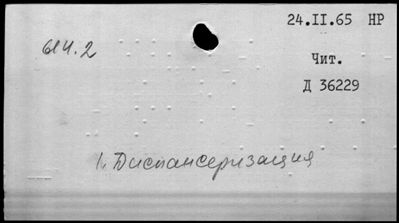 24.II.65 НР
614.2
Чит.
Д 36229
1. Диспансеризация